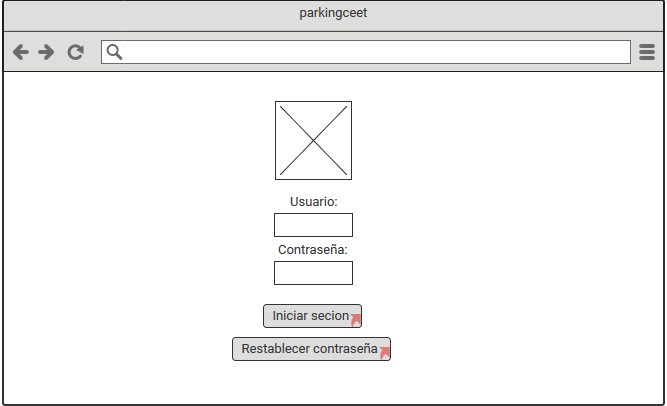 parkingceet
Usuario:
Contraseña:
Iniciar secion
Restablecer contraseña